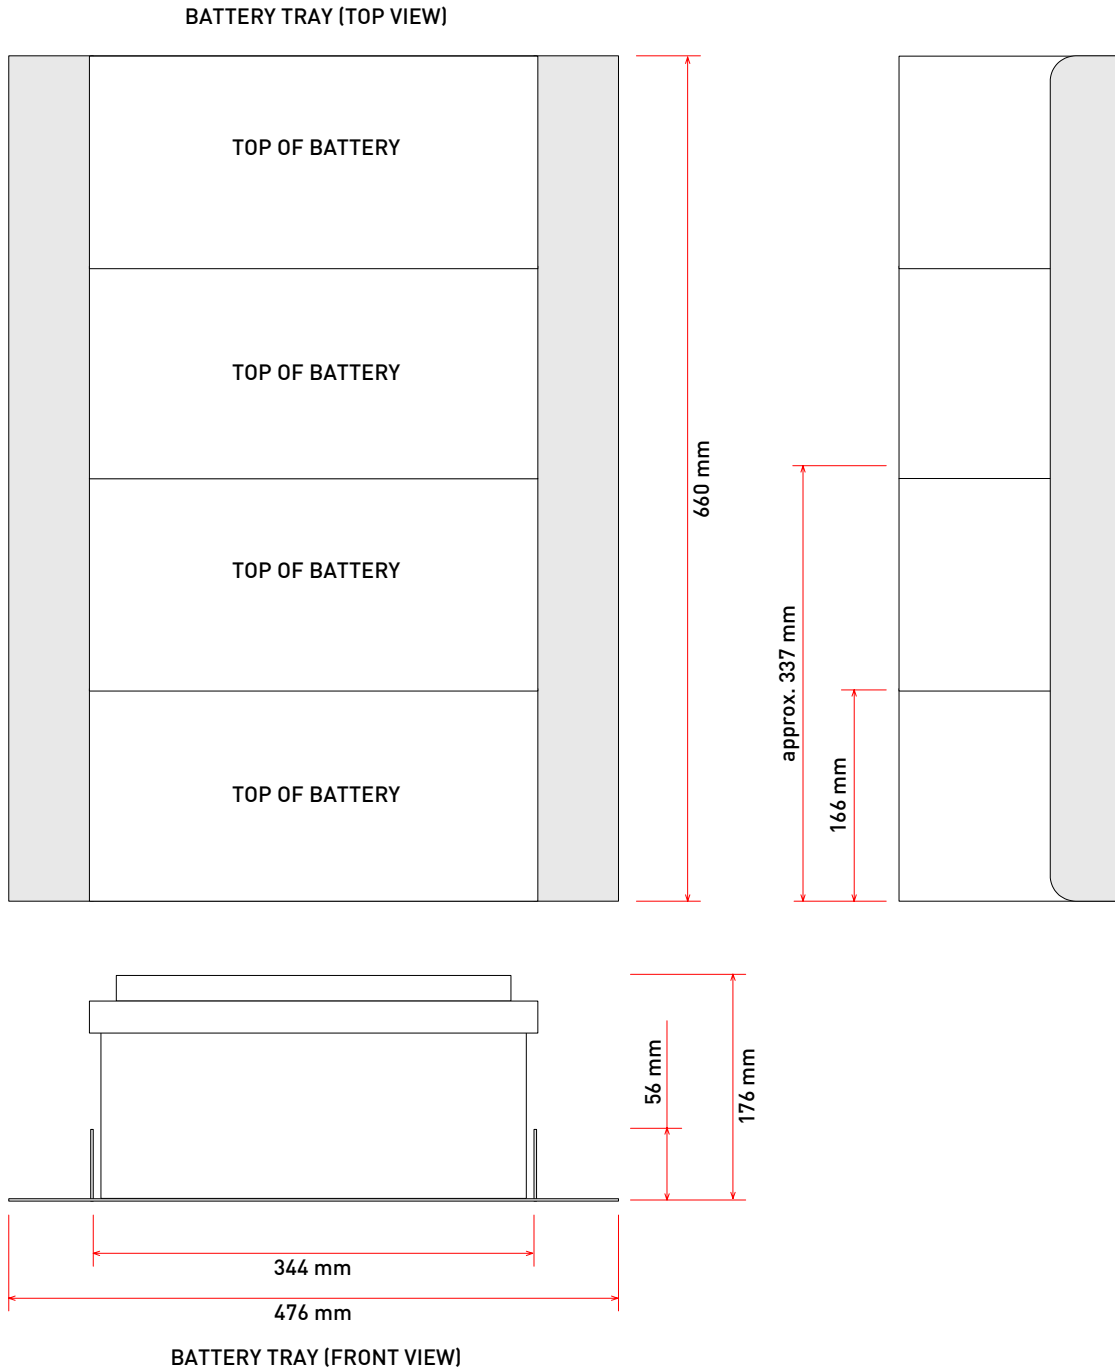 BATTERY TRAY (TOP VIEW)
TOP OF BATTERY
TOP OF BATTERY
TOP OF BATTERY
TOP OF BATTERY
660 mm
approx. 337 mm
166 mm
56 mm
176 mm
344 mm
476 mm
BATTERY TRAY (FRONT VIEW)